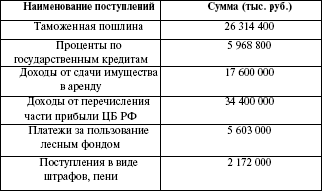 Наименование поступлений Сумма (тыс. руб.)
Таможенная пошлина 26 314 400
Проценты по
государственным кредитам 5 968 800
Доходы от сдачи имущества
в аренду 17 600 000
Доходы от перечисления
части прибыли ЦБ РФ 34 400 000
Платежи за пользование
лесным фондом 5 603 000
Поступления в виде
штрафов, пени 2 172 000